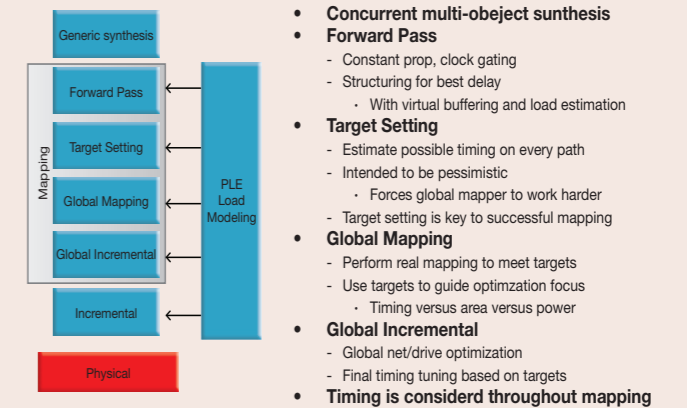 Generic synthesis
Mapping
Forward Pass
Target Setting
Global Mapping
Global Incremental
Incremental
Physical
PLE
Load
Modeling
• Concurrent multi-obeject sunthesis
• Forward Pass
- Constant prop, clock gating
- Structuring for best delay
· With virtual buffering and load estimation
• Target Setting
- Estimate possible timing on every path
- Intended to be pessimistic
· Forces global mapper to work harder
- Target setting is key to successful mapping
• Global Mapping
- Perform real mapping to meet targets
- Use targets to guide optimzation focus
· Timing versus area versus power
• Global Incremental
- Global net/drive optimization
- Final timing tuning based on targets
• Timing is considerd throughout mapping